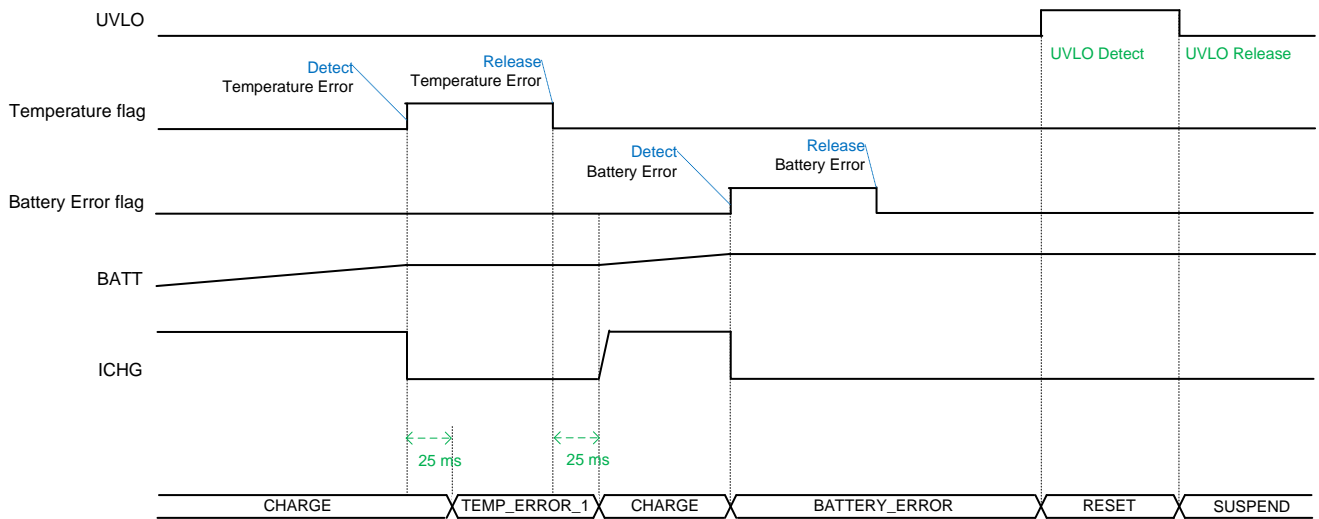 UVLO
UVLO Detect
UVLO Release
Detect
Temperature Error
Release
Temperature Error
Temperature flag
Detect
Battery Error
Release
Battery Error
Battery Error flag
BATT
ICHG
25 ms
25 ms
CHARGE
TEMP_ERROR_1
CHARGE
BATTERY_ERROR
RESET
SUSPEND